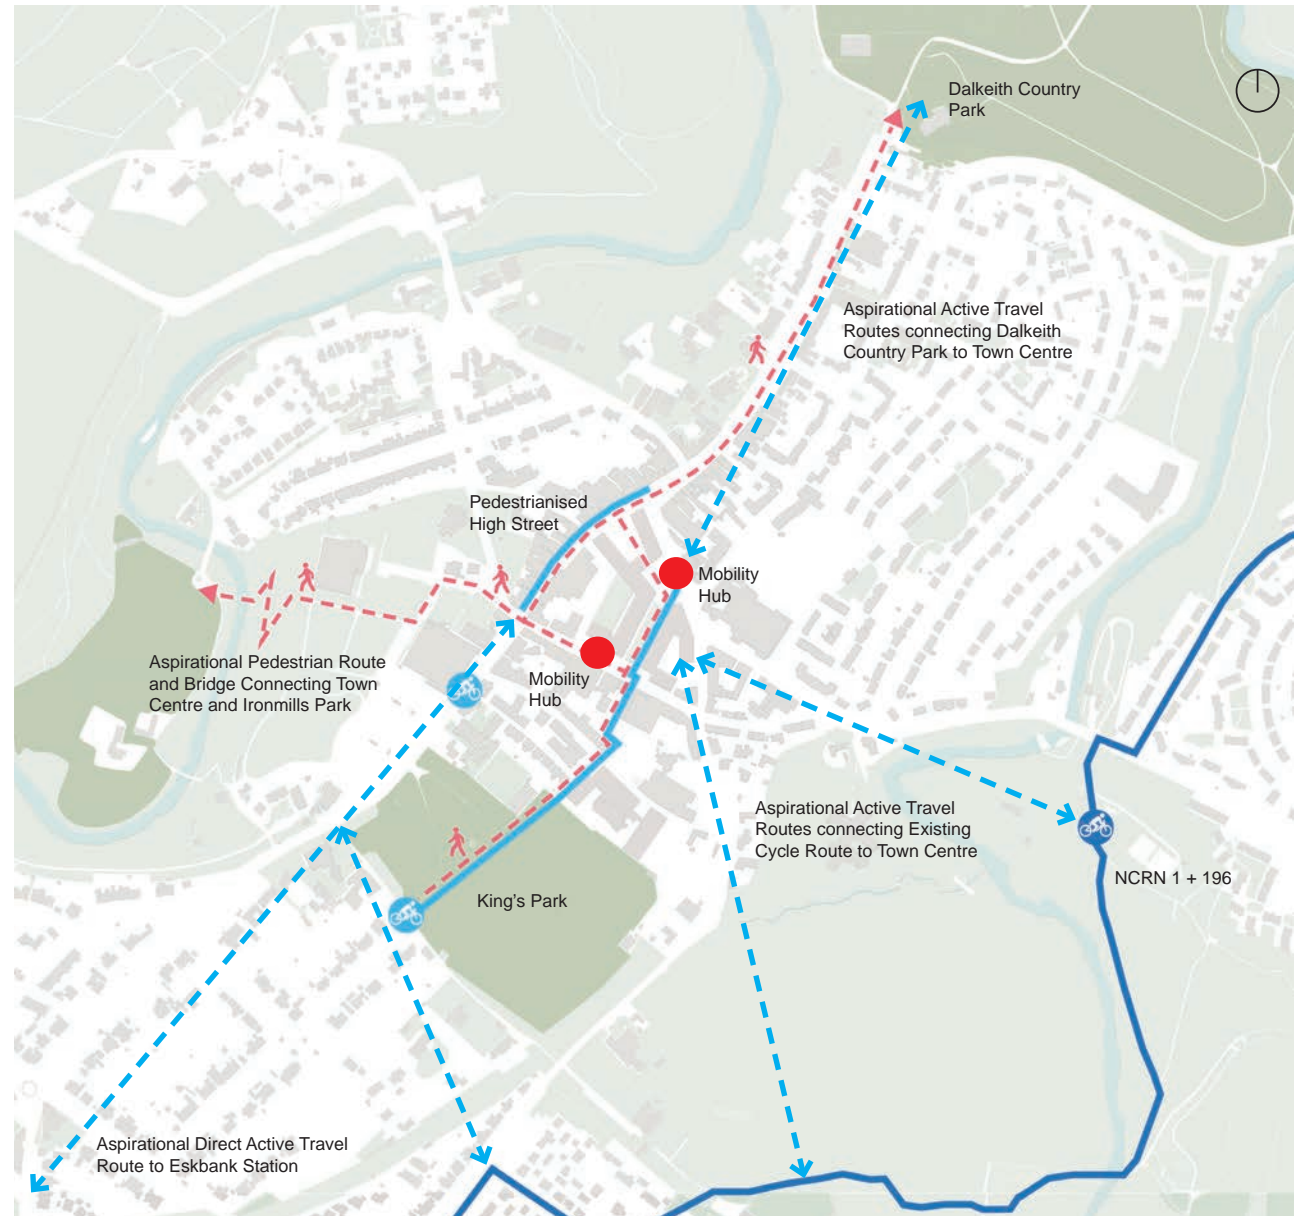 Dalkeith Country
Park
Aspirational Active Travel
Routes connecting Dalkeith
Country Park to Town Centre
Pedestrianised
High Street
Mobility
Hub
Aspirational Pedestrian Route
and Bridge Connecting Town
Centre and Ironmills Park
Mobility
Hub
Aspirational Active Travel
Routes connecting Existing
Cycle Route to Town Centre
NCRN 1 + 196
King's Park
Aspirational Direct Active Travel
Route to Eskbank Station